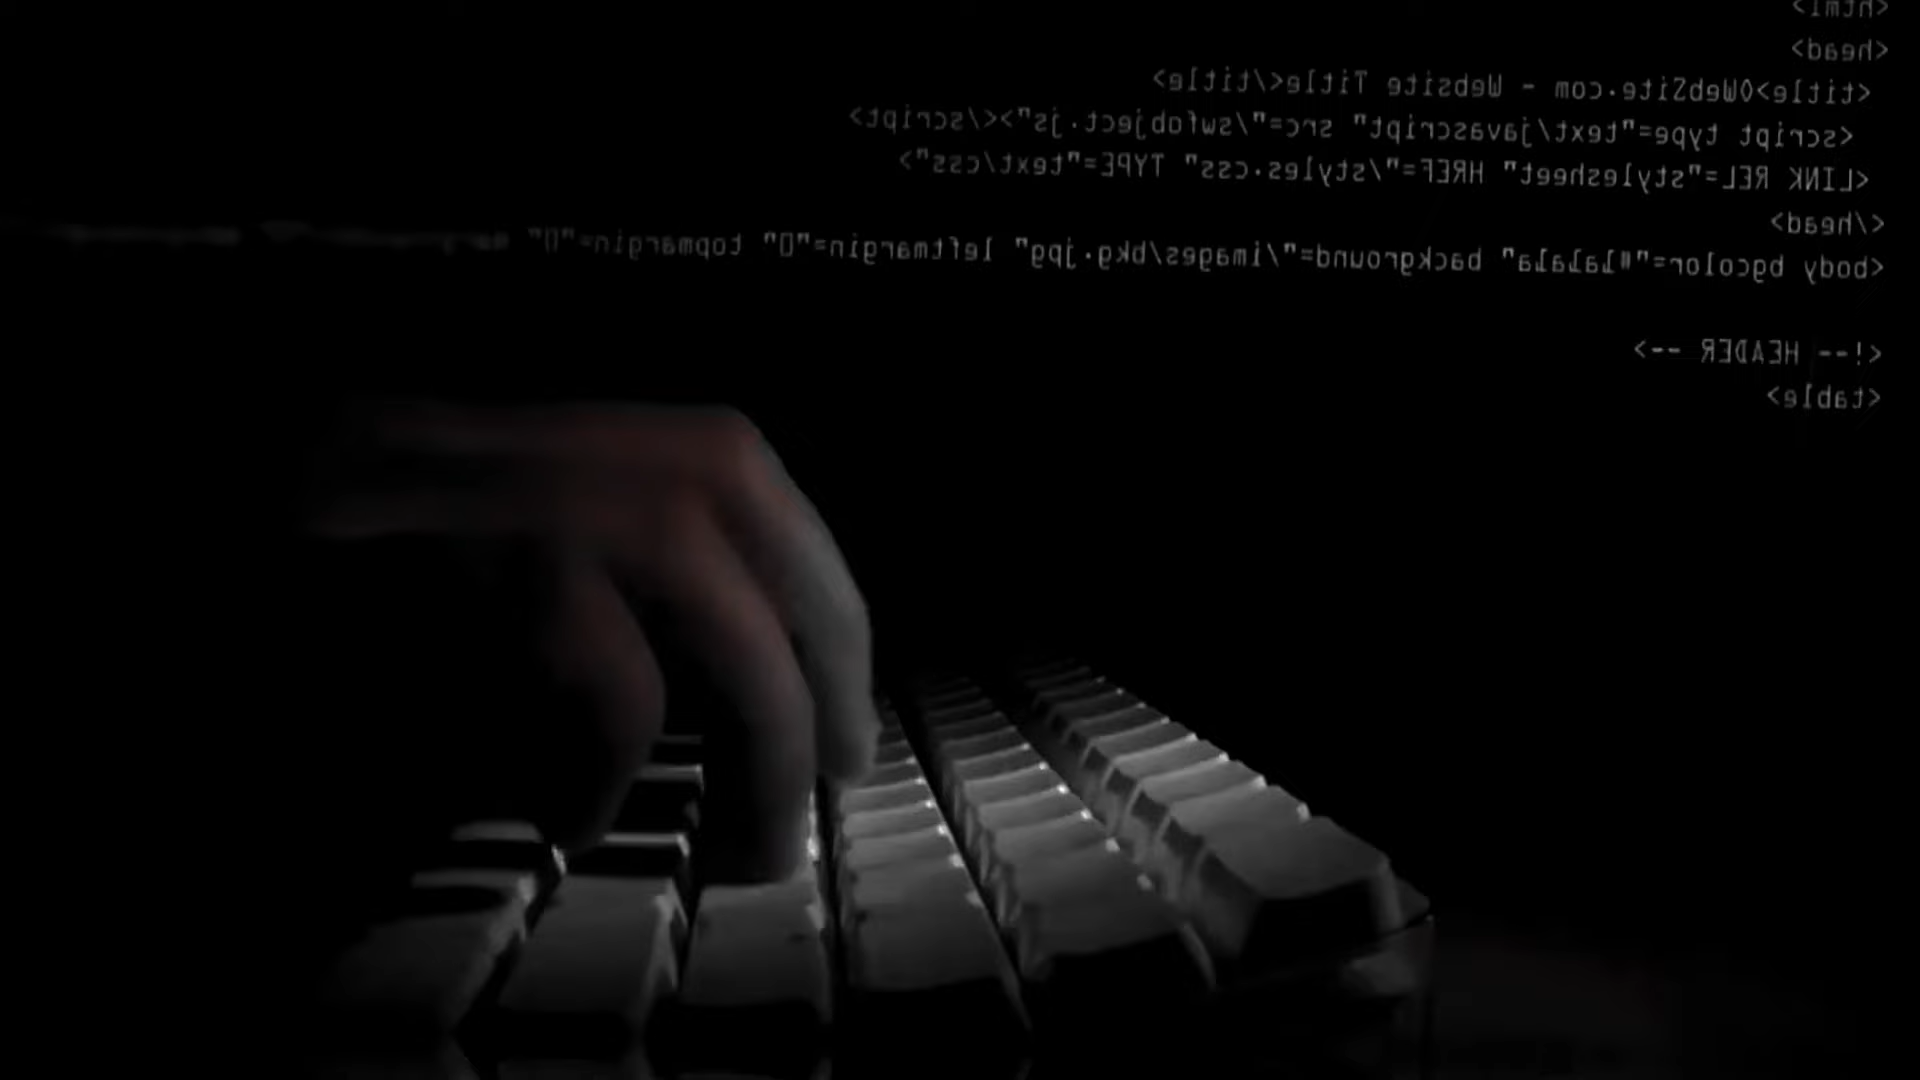 <html>
<head>
<title>OWebZite.com - Website Title</title>
<script type="text/javascript" src="/swfobject.js"></script>
<LINK REL="stylesheet" HREF="/styles.css" TYPE="text/css">
</head>
<body bgcolor="#1a1a1a" background="/images/bkg.jpg" leftmargin="0" topmargin="0"
<!-- HEADER -->
<table>